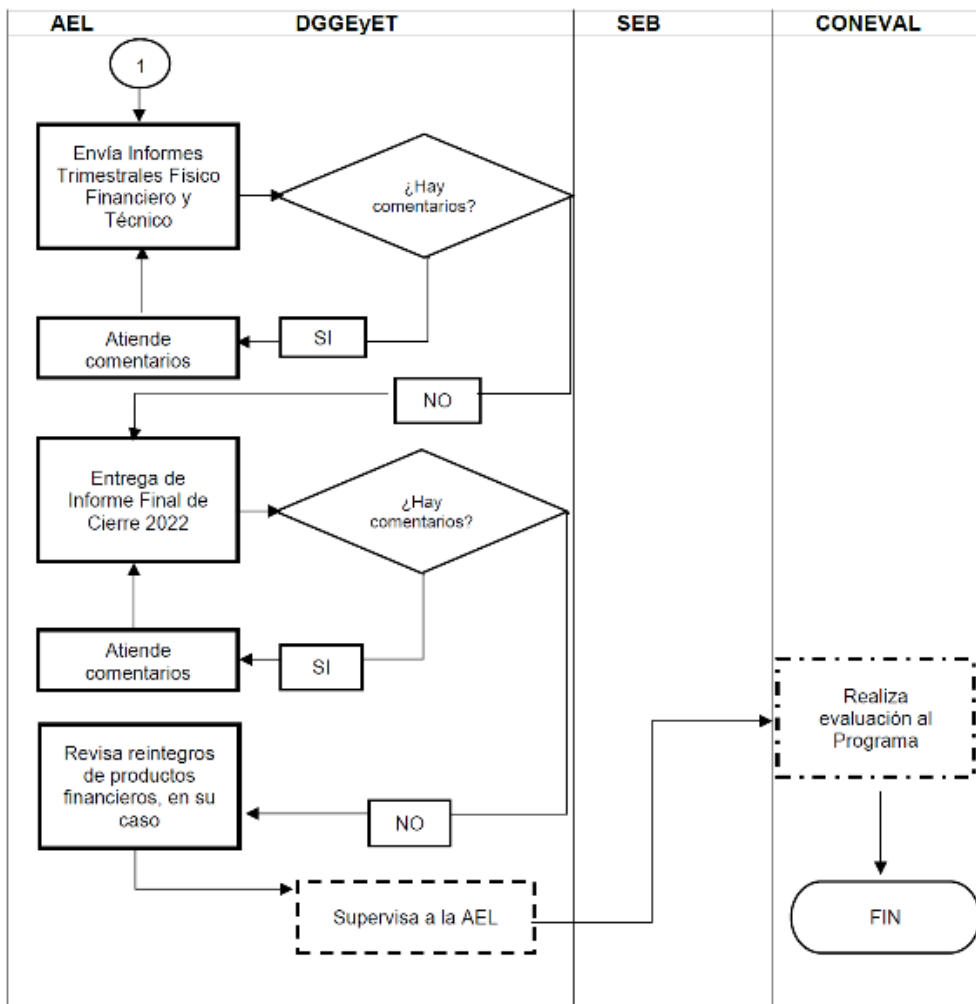 AEL DGGEyET SEB CONEVAL
1
Envía Informes
Trimestrales Físico
Financiero y
Técnico
¿Hay
comentarios?
SI
Atiende
comentarios
NO
Entrega de
Informe Final de
Cierre 2022
¿Hay
comentarios?
SI
Atiende
comentarios
Revisa reintegros
de productos
financieros, en su
caso
NO
Supervisa a la AEL
Realiza
evaluación al
Programa
FIN